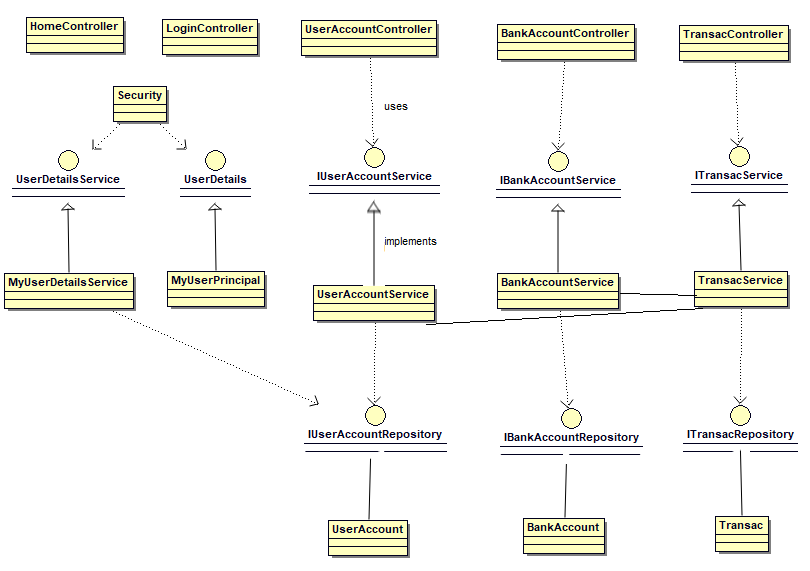 HomeController
LoginController
UserAccountController
BankAccountController
TransacController
Security
uses
UserDetailsService
UserDetails
IUserAccountService
IBankAccountService
ITransacService
implements
MyUserDetailsService
MyUserPrincipal
UserAccountService
BankAccountService
TransacService
IUserAccountRepository
IBankAccountRepository
ITransacRepository
UserAccount
BankAccount
Transac